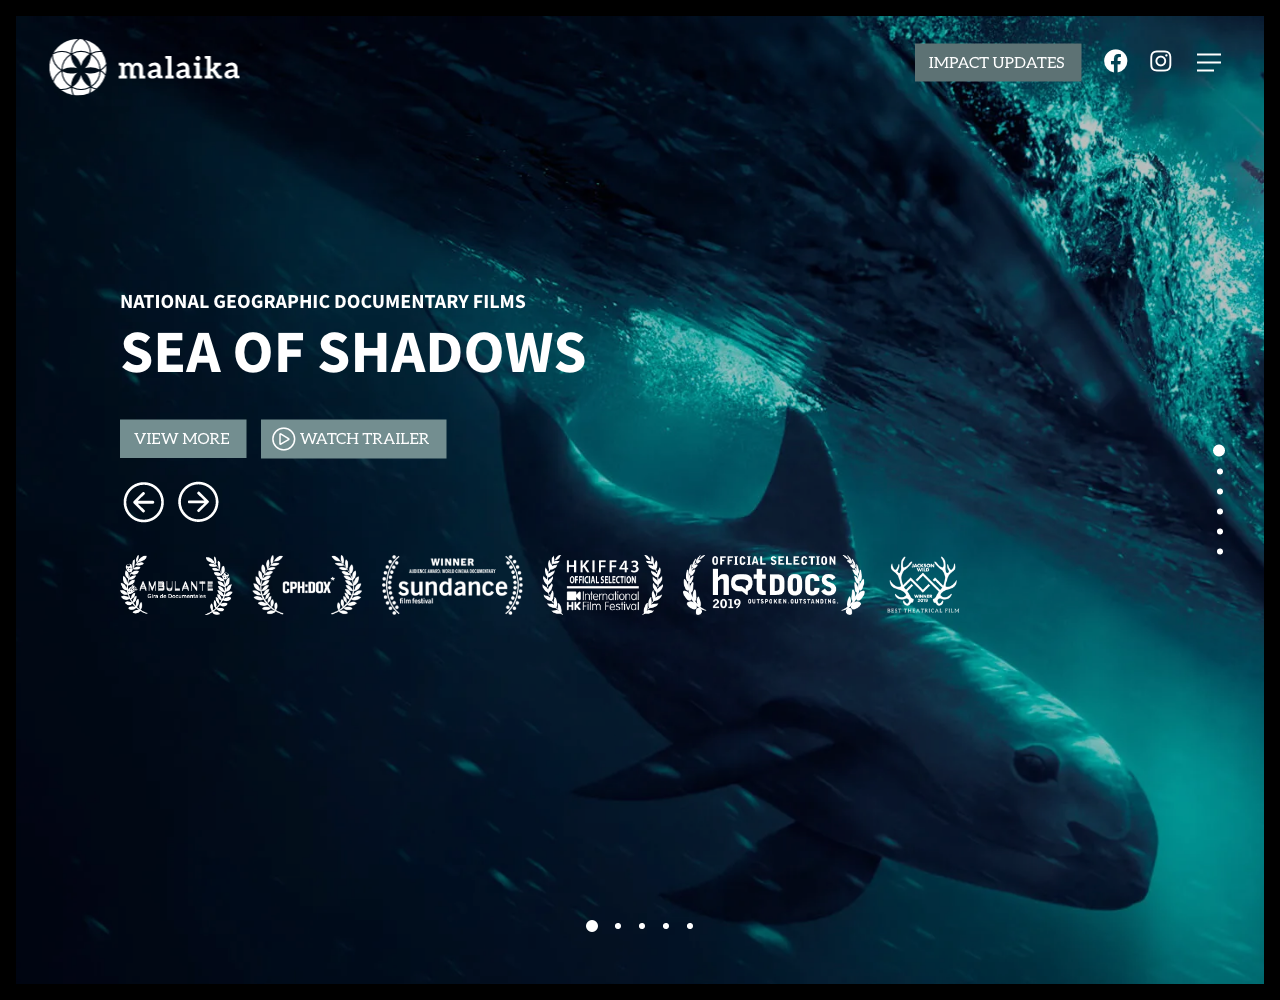 malaika
IMPACT UPDATES
NATIONAL GEOGRAPHIC DOCUMENTARY FILMS
SEA OF SHADOWS
VIEW MORE
WATCH TRAILER
AMBULANTE
Gira de Documentales
CPH:DOX*
WINNER
AUDIENCE AWARD: WORLD CINEMA DOCUMENTARY
sundance
film festival
HKIFF43
OFFICIAL SELECTION
International
HK Film Festival
OFFICIAL SELECTION
hotDOCS
2019 OUTSPOKEN. OUTSTANDING.
JACKSON
WILD
WINNER
2019
BEST THEATRICAL FILM